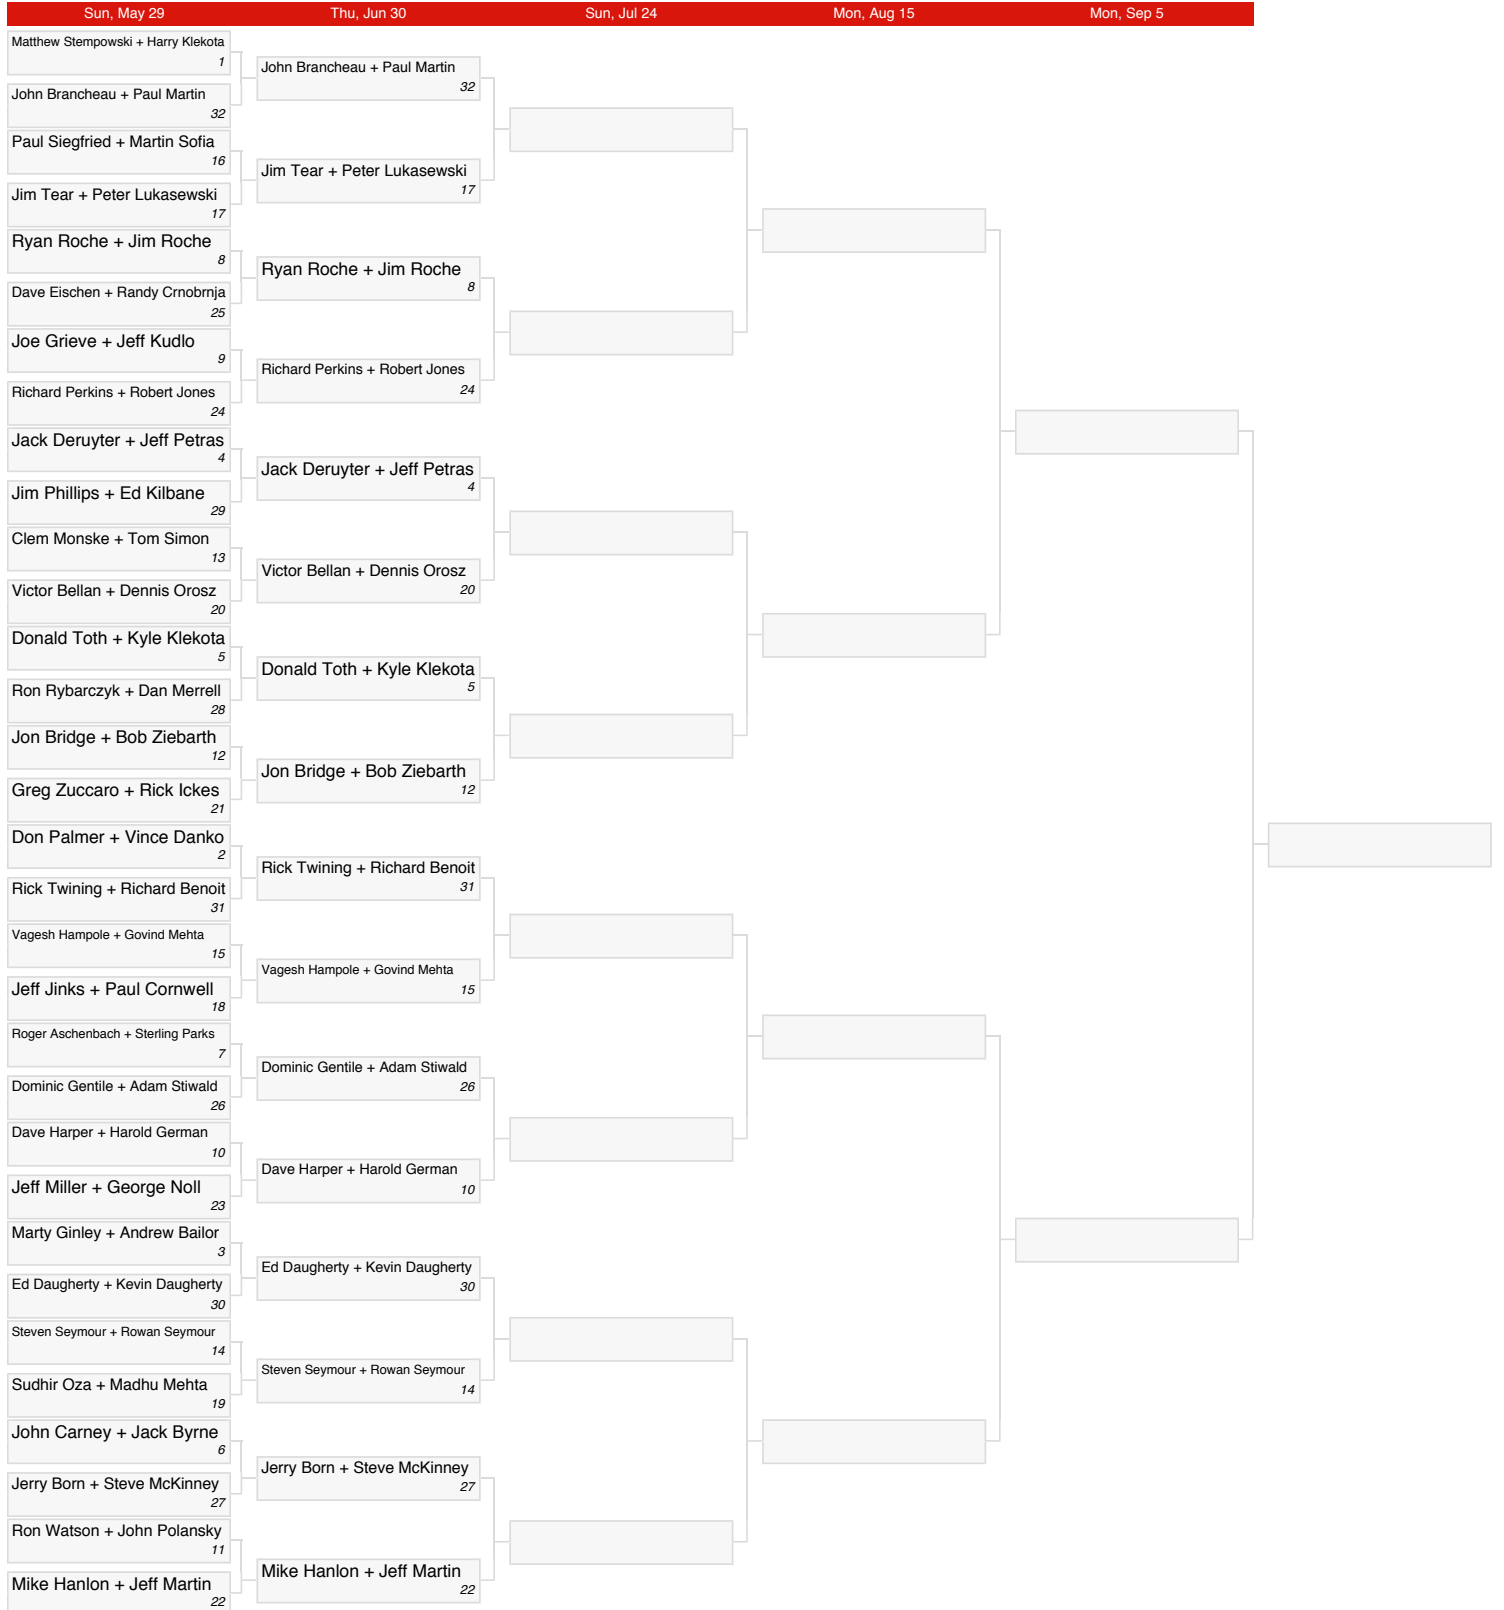 Sun, May 29
Thu, Jun 30
Sun, Jul 24
Mon, Aug 15
Mon, Sep 5
Matthew Stempowski + Harry Klekota
1
John Brancheau + Paul Martin
32
Paul Siegfried + Martin Sofia
16
Jim Tear + Peter Lukasewski
17
Ryan Roche + Jim Roche
8
Dave Eischen + Randy Crnobrnja
25
Joe Grieve + Jeff Kudlo
9
Richard Perkins + Robert Jones
24
Jack Deruyter + Jeff Petras
4
Jim Phillips + Ed Kilbane
29
Clem Monske + Tom Simon
13
Victor Bellan + Dennis Orosz
20
Donald Toth + Kyle Klekota
5
Ron Rybarczyk + Dan Merrell
28
Jon Bridge + Bob Ziebarth
12
Greg Zuccaro + Rick Ickes
21
Don Palmer + Vince Danko
2
Rick Twining + Richard Benoit
31
Vagesh Hampole + Govind Mehta
15
Jeff Jinks + Paul Cornwell
18
Roger Aschenbach + Sterling Parks
7
Dominic Gentile + Adam Stiwald
26
Dave Harper + Harold German
10
Jeff Miller + George Noll
23
Marty Ginley + Andrew Bailor
3
Ed Daugherty + Kevin Daugherty
30
Steven Seymour + Rowan Seymour
14
Sudhir Oza + Madhu Mehta
19
John Carney + Jack Byrne
6
Jerry Born + Steve McKinney
27
Ron Watson + John Polansky
11
Mike Hanlon + Jeff Martin
22
John Brancheau + Paul Martin
32
Jim Tear + Peter Lukasewski
17
Ryan Roche + Jim Roche
8
Richard Perkins + Robert Jones
24
Jack Deruyter + Jeff Petras
4
Victor Bellan + Dennis Orosz
20
Donald Toth + Kyle Klekota
5
Jon Bridge + Bob Ziebarth
12
Rick Twining + Richard Benoit
31
Vagesh Hampole + Govind Mehta
15
Dominic Gentile + Adam Stiwald
26
Dave Harper + Harold German
10
Ed Daugherty + Kevin Daugherty
30
Steven Seymour + Rowan Seymour
14
Jerry Born + Steve McKinney
27
Mike Hanlon + Jeff Martin
22